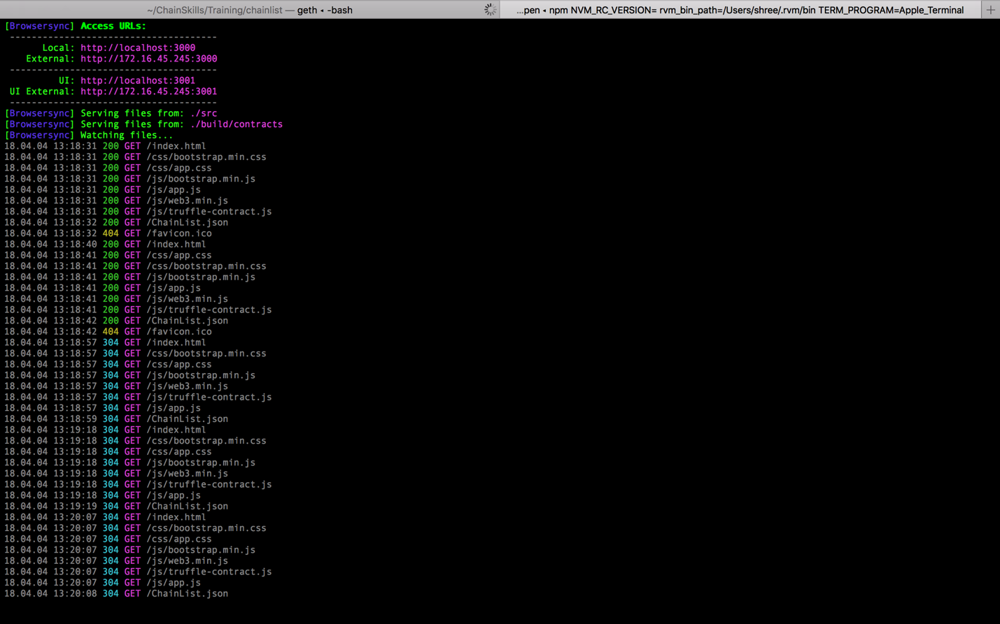 ~/ChainSkills/Training/chainlist — geth ◂ -bash
...pen ◂ npm NVM_RC_VERSION= rvm_bin_path=/Users/shree/.rvm/bin TERM_PROGRAM=Apple_Terminal +
[Browsersync] Access URLs:
--------------------------------------
Local: http://localhost:3000
External: http://172.16.45.245:3000
--------------------------------------
UI: http://localhost:3001
UI External: http://172.16.45.245:3001
--------------------------------------
[Browsersync] Serving files from: ./src
[Browsersync] Serving files from: ./build/contracts
[Browsersync] Watching files...
18.04.04 13:18:31 200 GET /index.html
18.04.04 13:18:31 200 GET /css/bootstrap.min.css
18.04.04 13:18:31 200 GET /css/app.css
18.04.04 13:18:31 200 GET /js/bootstrap.min.js
18.04.04 13:18:31 200 GET /js/app.js
18.04.04 13:18:31 200 GET /js/web3.min.js
18.04.04 13:18:31 200 GET /js/truffle-contract.js
18.04.04 13:18:32 200 GET /ChainList.json
18.04.04 13:18:32 404 GET /favicon.ico
18.04.04 13:18:40 200 GET /index.html
18.04.04 13:18:41 200 GET /css/app.css
18.04.04 13:18:41 200 GET /css/bootstrap.min.css
18.04.04 13:18:41 200 GET /js/bootstrap.min.js
18.04.04 13:18:41 200 GET /js/app.js
18.04.04 13:18:41 200 GET /js/web3.min.js
18.04.04 13:18:41 200 GET /js/truffle-contract.js
18.04.04 13:18:42 200 GET /ChainList.json
18.04.04 13:18:42 404 GET /favicon.ico
18.04.04 13:18:57 304 GET /index.html
18.04.04 13:18:57 304 GET /css/bootstrap.min.css
18.04.04 13:18:57 304 GET /css/app.css
18.04.04 13:18:57 304 GET /js/bootstrap.min.js
18.04.04 13:18:57 304 GET /js/web3.min.js
18.04.04 13:18:57 304 GET /js/truffle-contract.js
18.04.04 13:18:57 304 GET /js/app.js
18.04.04 13:18:59 304 GET /ChainList.json
18.04.04 13:19:18 304 GET /index.html
18.04.04 13:19:18 304 GET /css/bootstrap.min.css
18.04.04 13:19:18 304 GET /css/app.css
18.04.04 13:19:18 304 GET /js/bootstrap.min.js
18.04.04 13:19:18 304 GET /js/web3.min.js
18.04.04 13:19:18 304 GET /js/truffle-contract.js
18.04.04 13:19:18 304 GET /js/app.js
18.04.04 13:19:19 304 GET /ChainList.json
18.04.04 13:20:07 304 GET /index.html
18.04.04 13:20:07 304 GET /css/bootstrap.min.css
18.04.04 13:20:07 304 GET /css/app.css
18.04.04 13:20:07 304 GET /js/bootstrap.min.js
18.04.04 13:20:07 304 GET /js/web3.min.js
18.04.04 13:20:07 304 GET /js/truffle-contract.js
18.04.04 13:20:07 304 GET /js/app.js
18.04.04 13:20:08 304 GET /ChainList.json